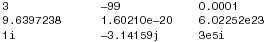 3 –99 0.0001
9.6397238 1.60210e–20 6.02252e23
1i –3.14159j 3e5i